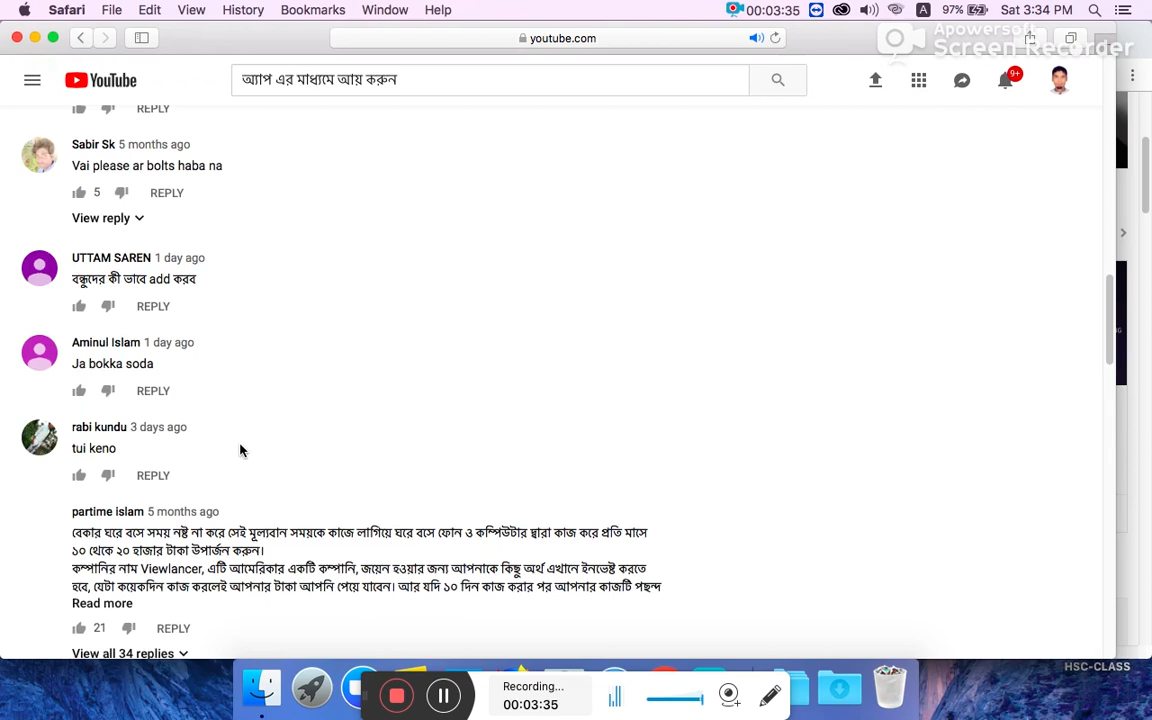 Safari File Edit View History Bookmarks Window Help 00:03:35 A 97% Sat 3:34 PM
youtube.com
Apowersoft
Screen Recorder
YouTube অ্যাপ এর মাধ্যমে আয় করুন 9+
REPLY
Sabir Sk 5 months ago
Vai please ar bolts haba na
5 REPLY
View reply
UTTAM SAREN 1 day ago
বন্ধুদের কী ভাবে add করব
REPLY
Aminul Islam 1 day ago
Ja bokka soda
REPLY
rabi kundu 3 days ago
tui keno
REPLY
partime islam 5 months ago
বেকার ঘরে বসে সময় নষ্ট না করে সেই মূল্যবান সময়কে কাজে লাগিয়ে ঘরে বসে ফোন ও কম্পিউটার দ্বারা কাজ করে প্রতি মাসে
১০ থেকে ২০ হাজার টাকা উপার্জন করুন।
কম্পানির নাম Viewlancer, এটি আমেরিকার একটি কম্পানি, জয়েন হওয়ার জন্য আপনাকে কিছু অর্থ এখানে ইনভেষ্ট করতে
হবে, যেটা কয়েকদিন কাজ করলেই আপনার টাকা আপনি পেয়ে যাবেন। আর যদি ১০ দিন কাজ করার পর আপনার কাজটি পছন্দ
Read more
21 REPLY
View all 34 replies
HSC-CLASS
Recording...
00:03:35